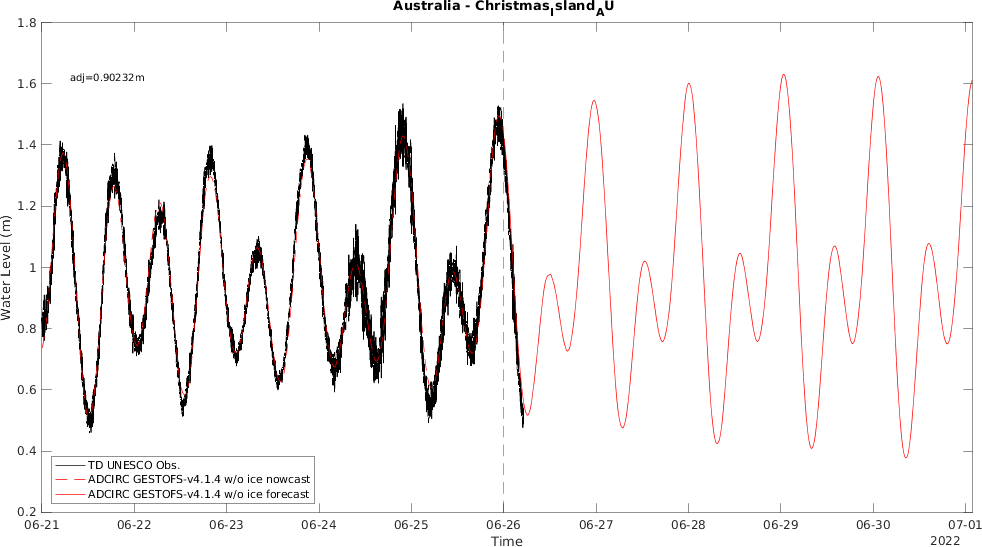 Australia - Christmas_Island_AU
1.8
1.6
1.4
1.2
1
0.8
0.6
0.4
0.2
Water Level (m)
adj=0.90232m
TD UNESCO Obs.
ADCIRC GESTOFS-v4.1.4 w/o ice nowcast
ADCIRC GESTOFS-v4.1.4 w/o ice forecast
06-21 06-22 06-23 06-24 06-25 06-26 06-27 06-28 06-29 06-30 07-01
Time
2022